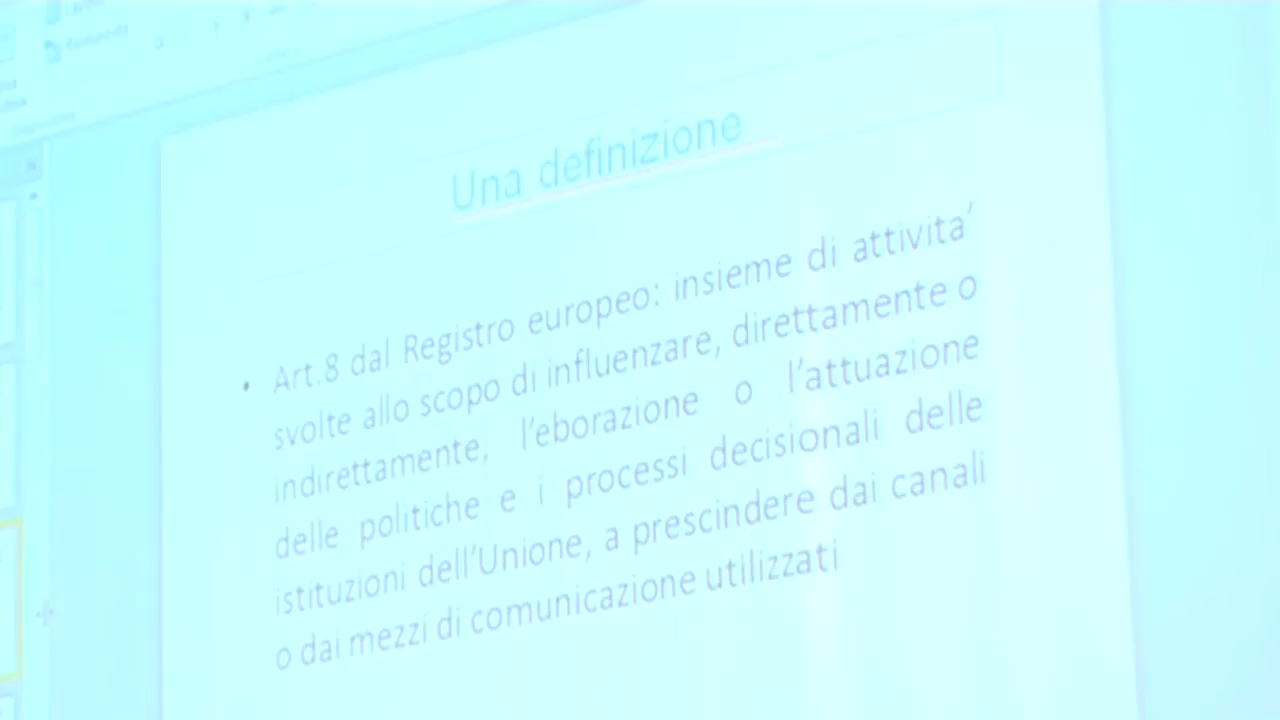 Una definizione
• Art.8 dal Registro europeo: insieme di attivita'
svolte allo scopo di influenzare, direttamente o
indirettamente, l'eborazione o l'attuazione
delle politiche e i processi decisionali delle
istituzioni dell'Unione, a prescindere dai canali
o dai mezzi di comunicazione utilizzati